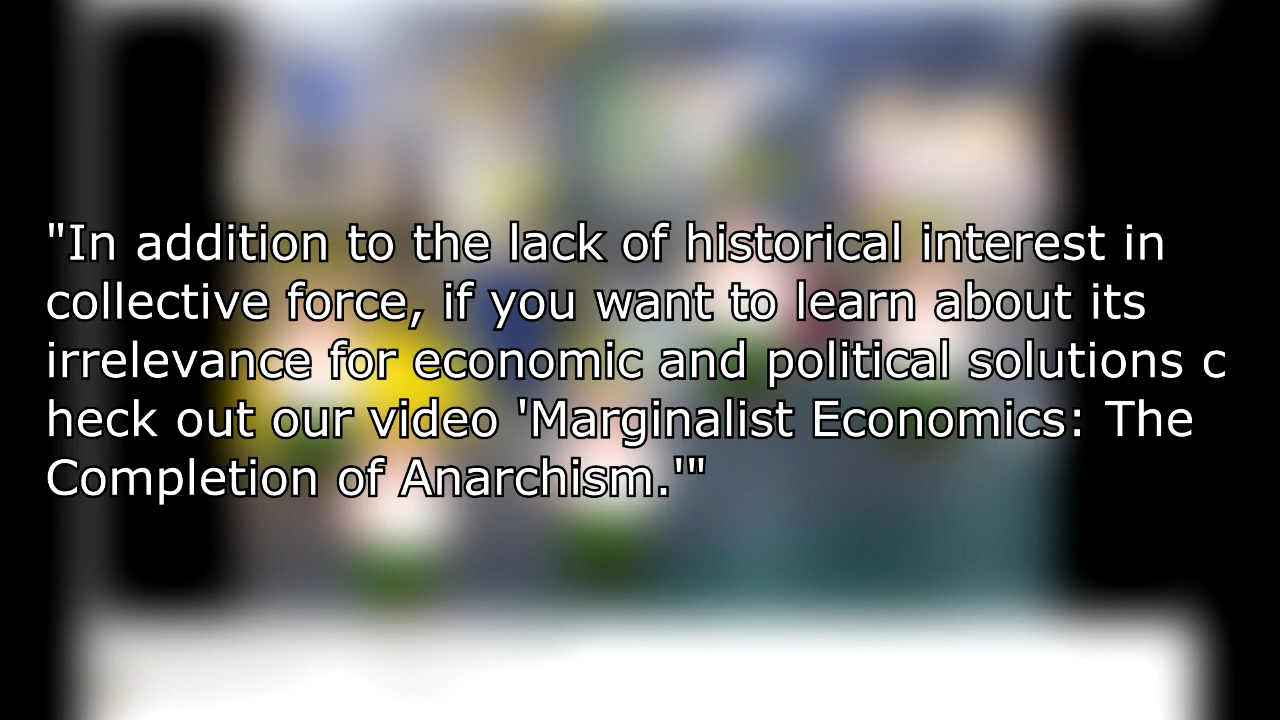 "In addition to the lack of historical interest in
collective force, if you want to learn about its
irrelevance for economic and political solutions c
heck out our video 'Marginalist Economics: The
Completion of Anarchism.'"